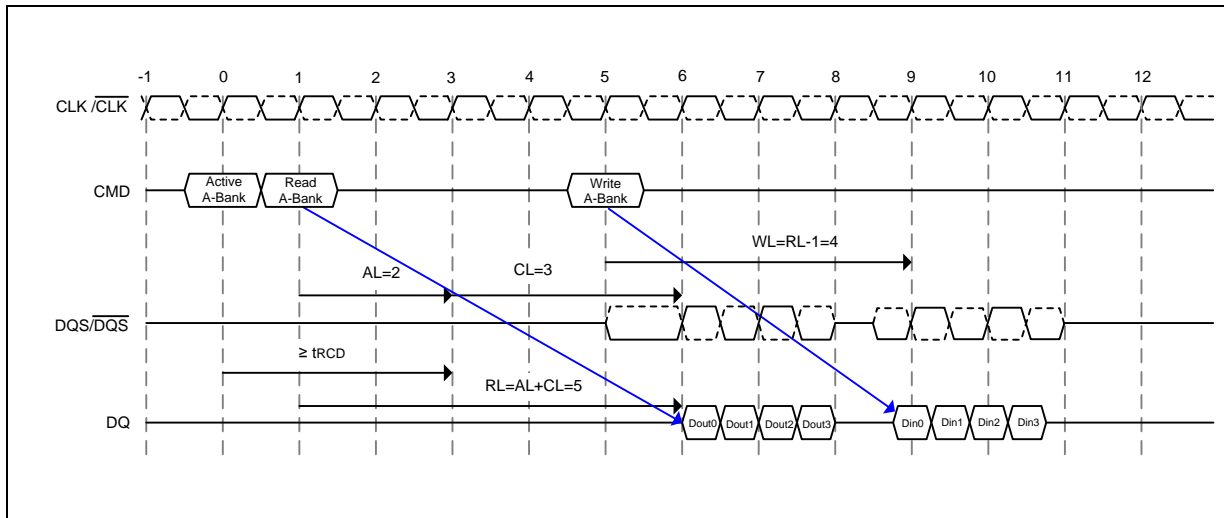 -1 0 1 2 3 4 5 6 7 8 9 10 11 12
CLK /CLK
Active
A-Bank
Read
A-Bank
Write
A-Bank
CMD
WL=RL-1=4
AL=2
CL=3
DQS/DQS
≥ tRCD
RL=AL+CL=5
DQ
Dout0 Dout1 Dout2 Dout3 Din0 Din1 Din2 Din3